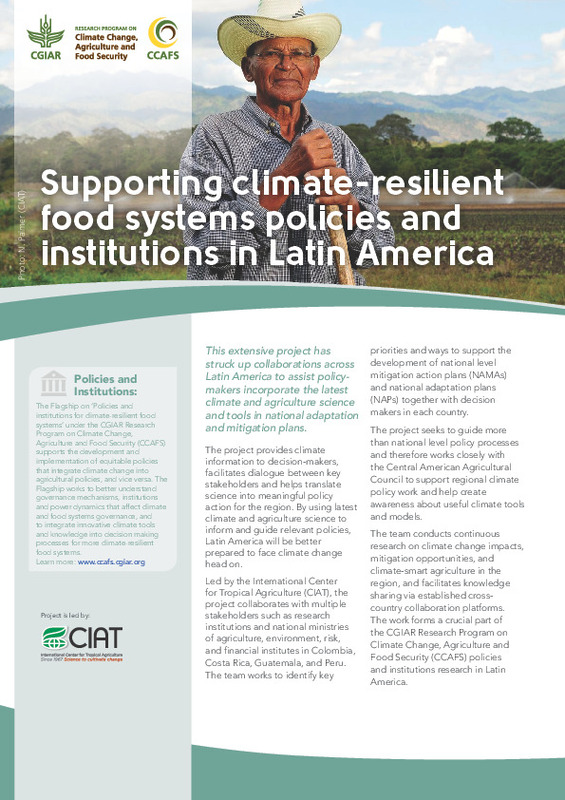 RESEARCH PROGRAM ON
Climate Change,
Agriculture and
Food Security
CGIAR
CCAFS
Supporting climate-resilient
food systems policies and
institutions in Latin America
Photo: N. Palmer (CIAT)
Policies and
Institutions:
The Flagship on 'Policies and
institutions for climate-resilient food
systems' under the CGIAR Research
Program on Climate Change,
Agriculture and Food Security (CCAFS)
supports the development and
implementation of equitable policies
that integrate climate change into
agricultural policies, and vice versa. The
Flagship works to better understand
governance mechanisms, institutions
and power dynamics that affect climate
and food systems governance, and
to integrate innovative climate tools
and knowledge into decision making
processes for more climate-resilient
food systems.
Learn more: www.ccafs.cgiar.org
Project is led by:
CIAT
International Center for Tropical Agriculture
Since 1967 Science to cultivate change
This extensive project has
struck up collaborations across
Latin America to assist policy-
makers incorporate the latest
climate and agriculture science
and tools in national adaptation
and mitigation plans.
The project provides climate
information to decision-makers,
facilitates dialogue between key
stakeholders and helps translate
science into meaningful policy
action for the region. By using latest
climate and agriculture science to
inform and guide relevant policies,
Latin America will be better
prepared to face climate change
head on.
Led by the International Center
for Tropical Agriculture (CIAT), the
project collaborates with multiple
stakeholders such as research
institutions and national ministries
of agriculture, environment, risk,
and financial institutes in Colombia,
Costa Rica, Guatemala, and Peru.
The team works to identify key
priorities and ways to support the
development of national level
mitigation action plans (NAMAs)
and national adaptation plans
(NAPs) together with decision
makers in each country.
The project seeks to guide more
than national level policy processes
and therefore works closely with
the Central American Agricultural
Council to support regional climate
policy work and help create
awareness about useful climate tools
and models.
The team conducts continuous
research on climate change impacts,
mitigation opportunities, and
climate-smart agriculture in the
region, and facilitates knowledge
sharing via established cross-
country collaboration platforms.
The work forms a crucial part of
the CGIAR Research Program on
Climate Change, Agriculture and
Food Security (CCAFS) policies
and institutions research in Latin
America.